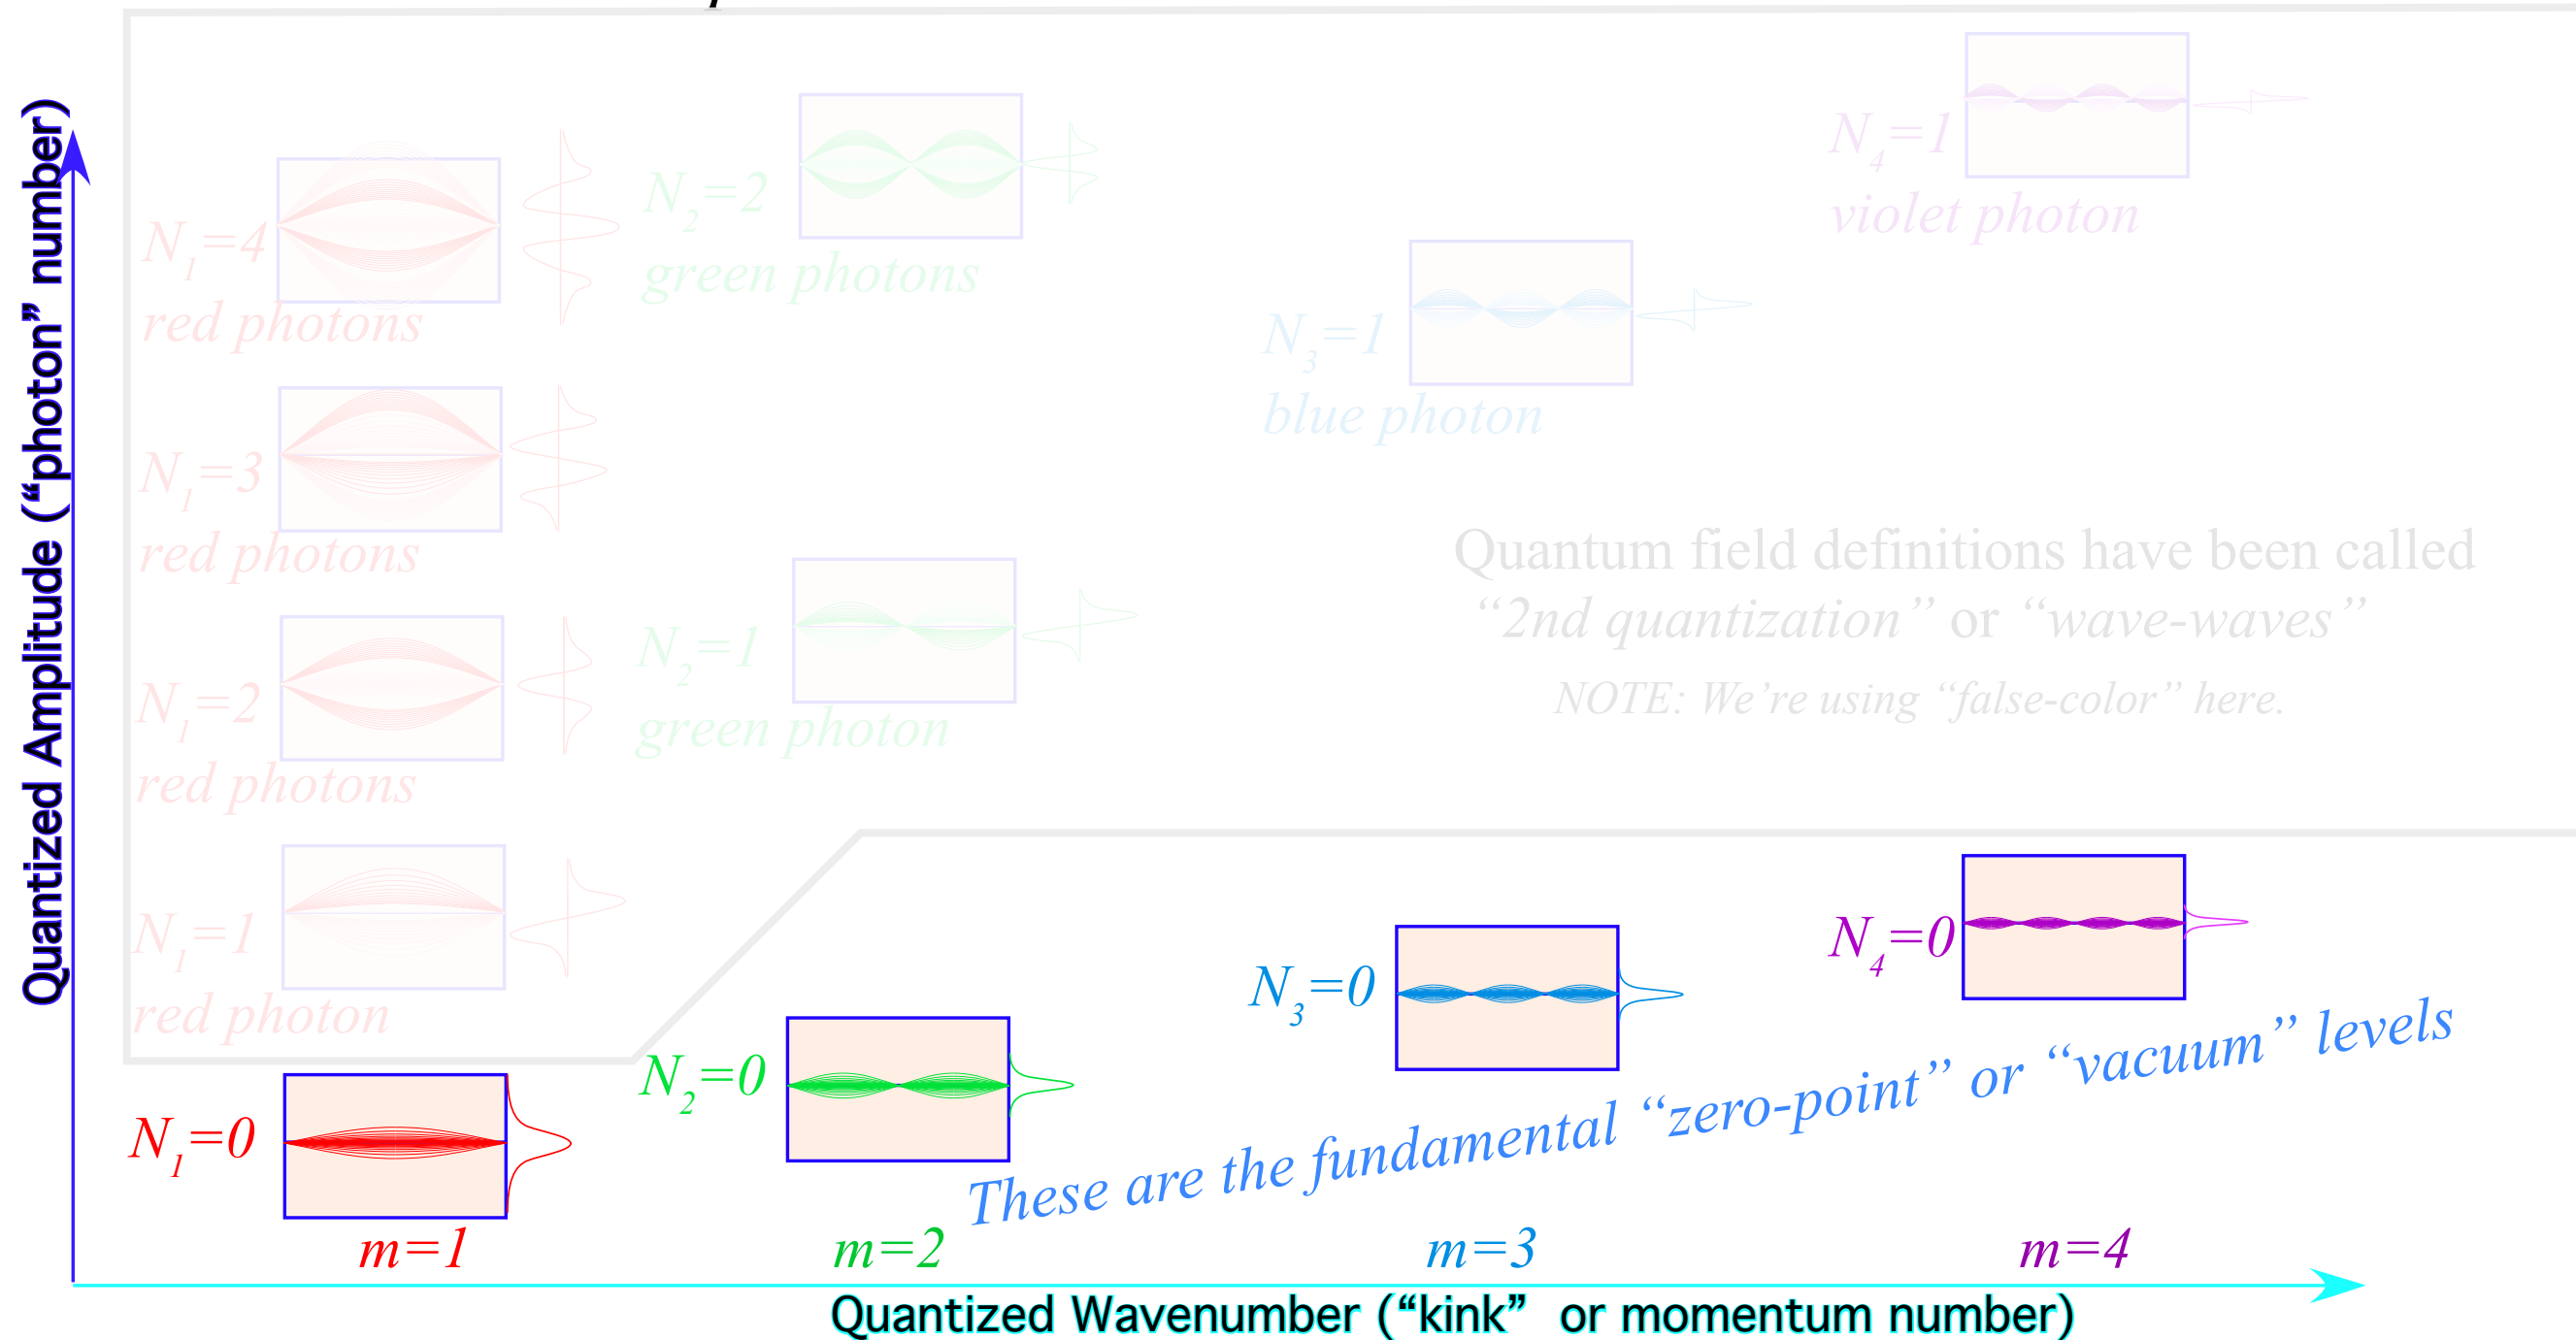 Quantized Amplitude (“photon” number)
N₁=4
red photons
N₂=2
green photons
N₄=1
violet photon
N₃=1
blue photon
N₁=3
red photons
Quantum field definitions have been called
“2nd quantization” or “wave-waves”
NOTE: We’re using “false-color” here.
N₂=1
green photon
N₁=2
red photons
N₁=1
red photon
N₁=0
N₂=0
N₃=0
N₄=0
These are the fundamental “zero-point” or “vacuum” levels
m=1
m=2
m=3
m=4
Quantized Wavenumber (“kink” or momentum number)